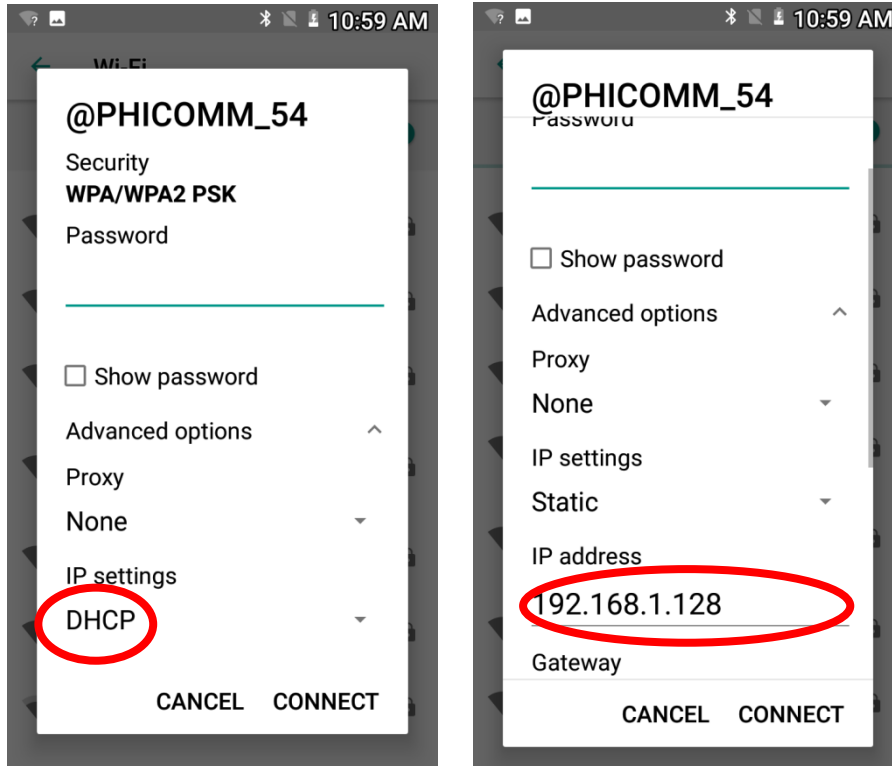 10:59 AM
Wi-Fi
@PHICOMM_54
Security
WPA/WPA2 PSK
Password
Show password
Advanced options
Proxy
None
IP settings
DHCP
CANCEL CONNECT
10:59 AM
@PHICOMM_54
Password
Show password
Advanced options
Proxy
None
IP settings
Static
IP address
192.168.1.128
Gateway
CANCEL CONNECT